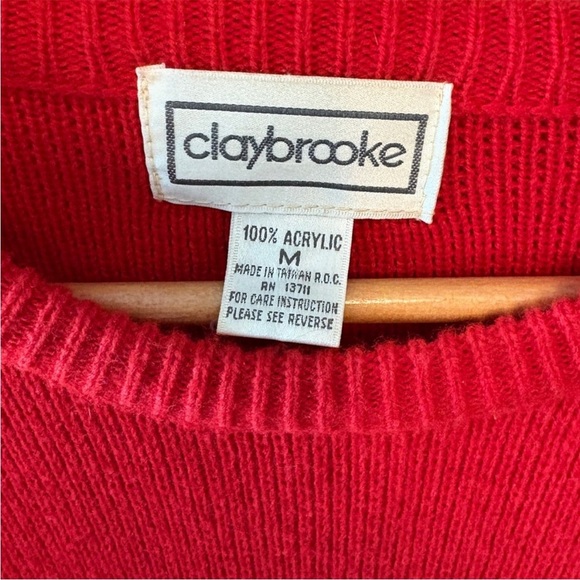 claybrooke
100% ACRYLIC
M
MADE IN TAIWAN R.O.C.
RN 13711
FOR CARE INSTRUCTION
PLEASE SEE REVERSE